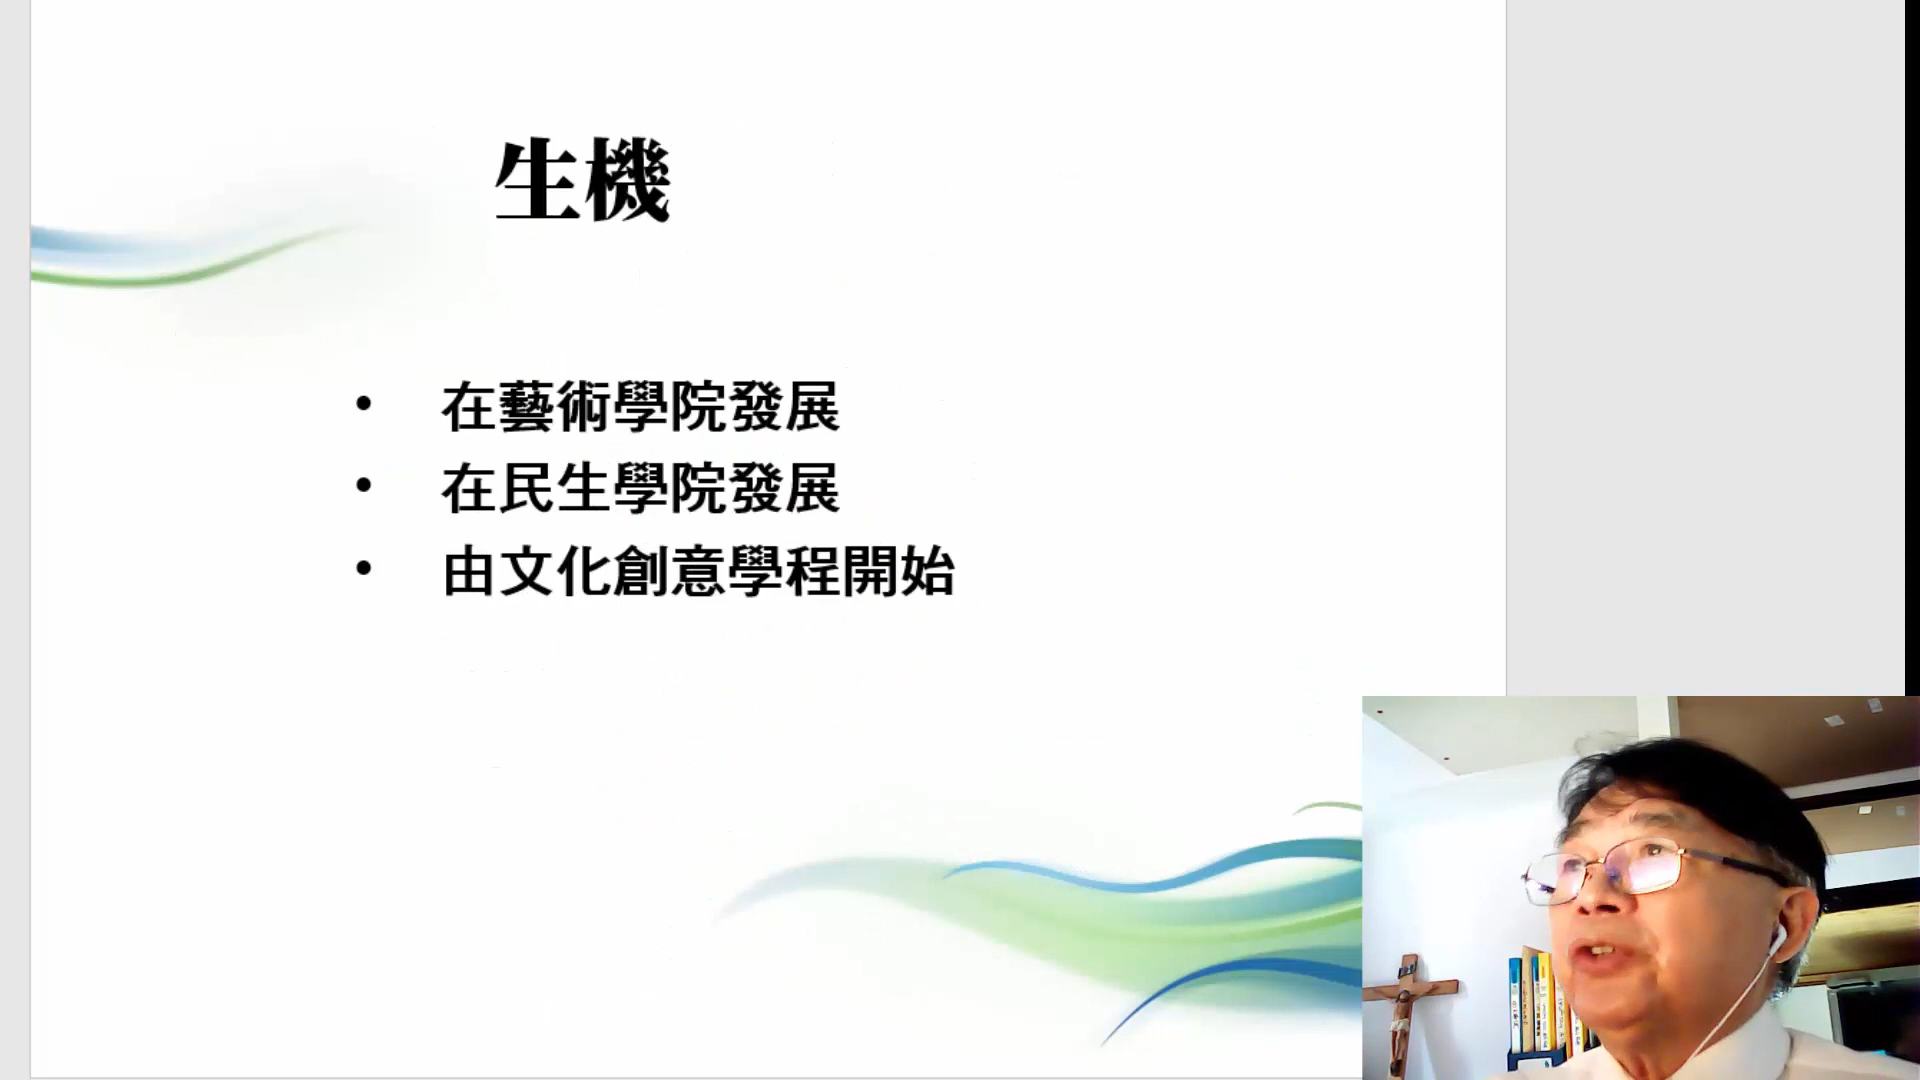 生機
• 在藝術學院發展
• 在民生學院發展
• 由文化創意學程開始